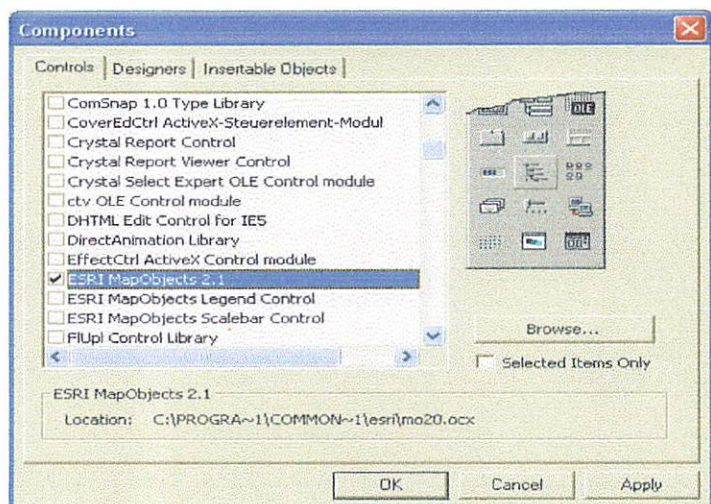 Components
Controls Designers Insertable Objects
ComSnap 1.0 Type Library
CoverEdCtrl ActiveX-Steuerelement-Modul
Crystal Report Control
Crystal Report Viewer Control
Crystal Select Expert OLE Control module
ctv OLE Control module
DHTML Edit Control for IE5
DirectAnimation Library
EffectCtrl ActiveX Control module
ESRI MapObjects 2.1
ESRI MapObjects Legend Control
ESRI MapObjects Scalebar Control
FlUpl Control Library
OLE
Browse...
Selected Items Only
ESRI MapObjects 2.1
Location: C:\PROGRA~1\COMMON~1\esri\mo20.ocx
OK Cancel Apply